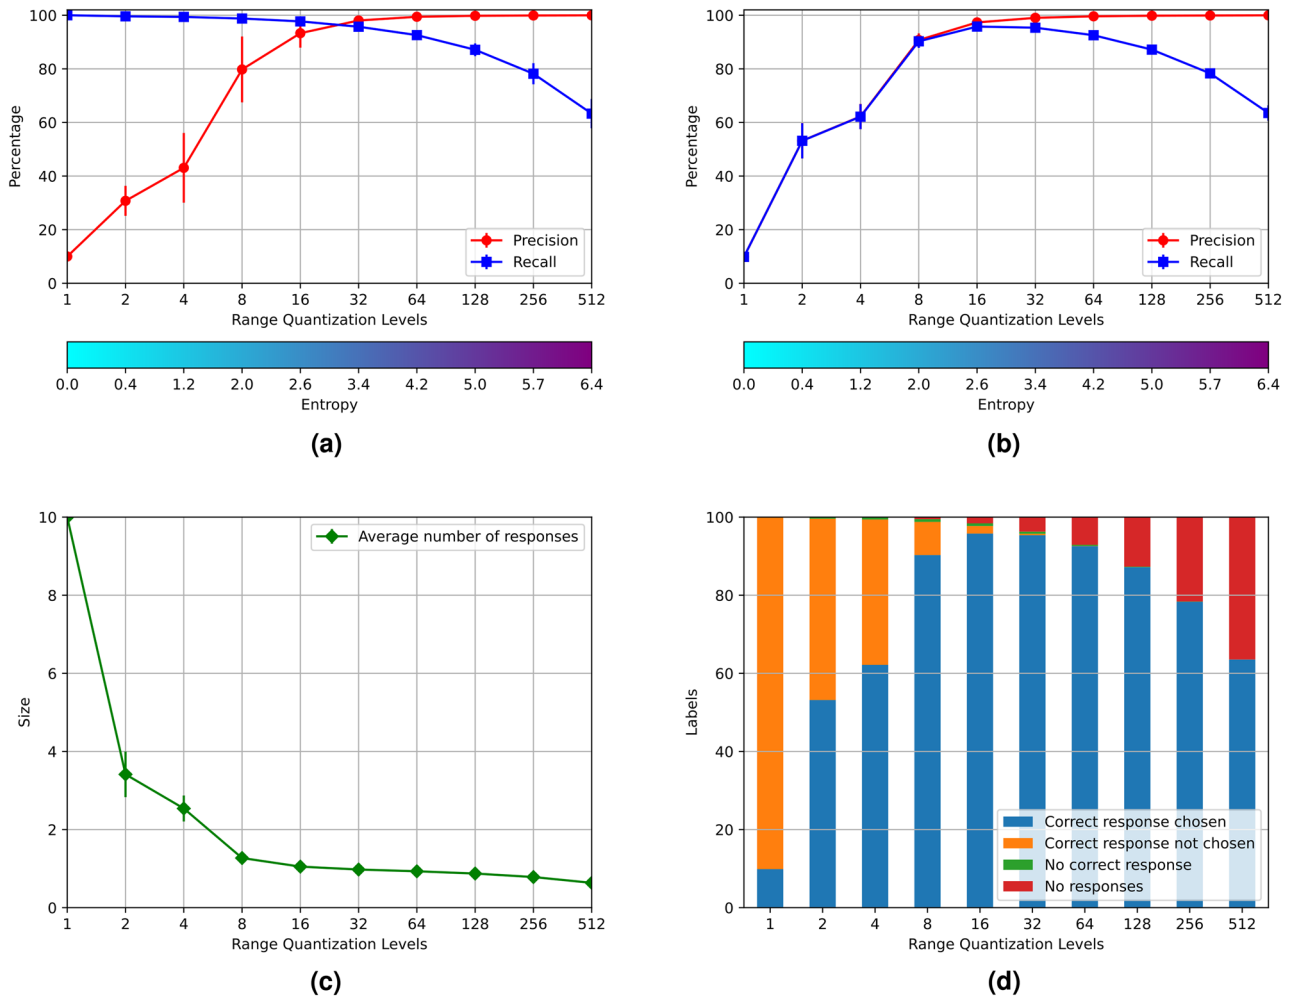 100
80
60
40
20
0
Percentage
Precision
Recall
1 2 4 8 16 32 64 128 256 512
Range Quantization Levels
0.0 0.4 1.2 2.0 2.6 3.4 4.2 5.0 5.7 6.4
Entropy
(a)
100
80
60
40
20
0
Percentage
Precision
Recall
1 2 4 8 16 32 64 128 256 512
Range Quantization Levels
0.0 0.4 1.2 2.0 2.6 3.4 4.2 5.0 5.7 6.4
Entropy
(b)
10
8
6
4
2
0
Size
Average number of responses
1 2 4 8 16 32 64 128 256 512
Range Quantization Levels
(c)
100
80
60
40
20
0
Labels
Correct response chosen
Correct response not chosen
No correct response
No responses
1 2 4 8 16 32 64 128 256 512
Range Quantization Levels
(d)